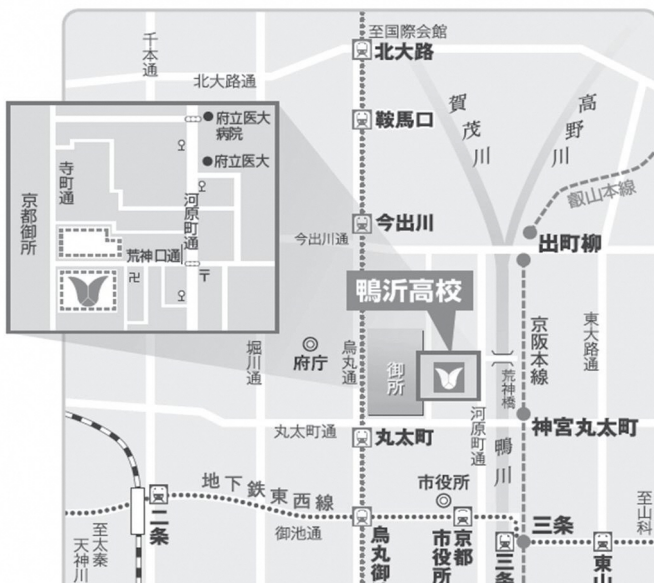 至国際会館
北大路
千本通
北大路通
賀茂川
高野川
鞍馬口
府立医大
病院
府立医大
寺町通
京都御所
河原町通
荒神口通
卍
〒
叡山本線
今出川
今出川通
出町柳
鴨沂高校
京阪本線
東大路通
堀川通
府庁
烏丸通
御所
荒神橋
河原町通
鴨川
神宮丸太町
丸太町通
丸太町
地下鉄東西線
市役所
二条
御池通
至太秦
天神川
烏丸御
京都
市役所
三条
三条
至山科
東山